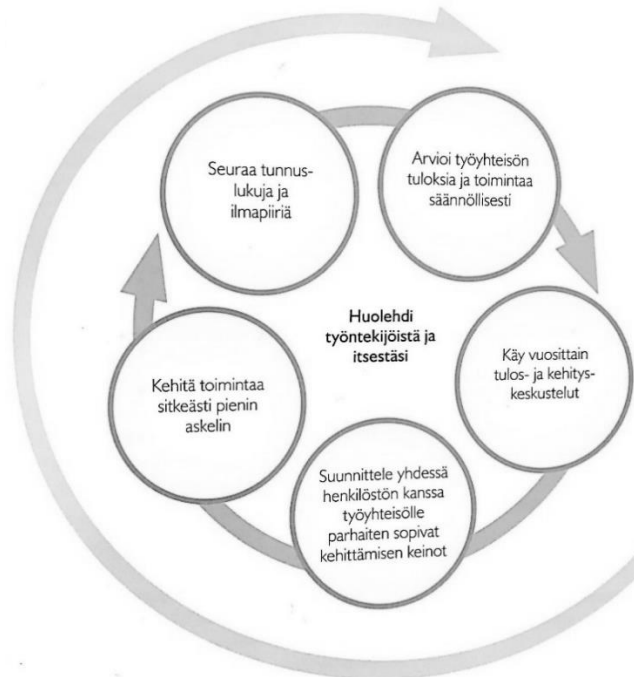 Seuraa tunnus-
lukuja ja
ilmapiiriä
Arvioi työyhteisön
tuloksia ja toimintaa
säännöllisesti
Huolehdi
työntekijöistä ja
itsestäsi
Käy vuosittain
tulos- ja kehitys-
keskustelut
Kehitä toimintaa
sitkeästi pienin
askelin
Suunnittele yhdessä
henkilöstön kanssa
työyhteisölle
parhaiten sopivat
kehittämisen keinot